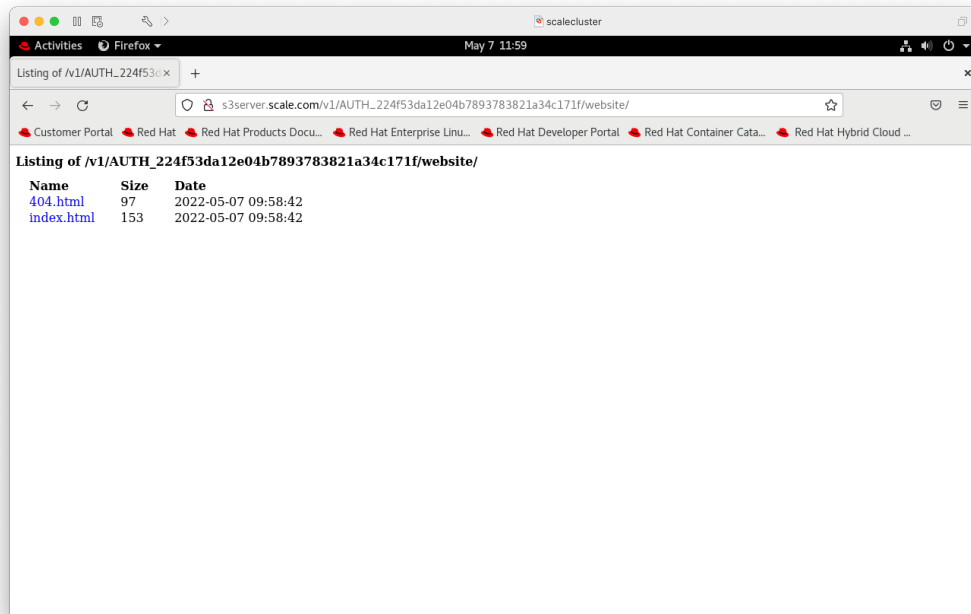 scalecluster
Activities Firefox May 7 11:59
Listing of /v1/AUTH_224f53d
s3server.scale.com/v1/AUTH_224f53da12e04b7893783821a34c171f/website/
Customer Portal Red Hat Red Hat Products Docu... Red Hat Enterprise Linu... Red Hat Developer Portal Red Hat Container Cata... Red Hat Hybrid Cloud ...
Listing of /v1/AUTH_224f53da12e04b7893783821a34c171f/website/
Name Size Date
404.html 97 2022-05-07 09:58:42
index.html 153 2022-05-07 09:58:42